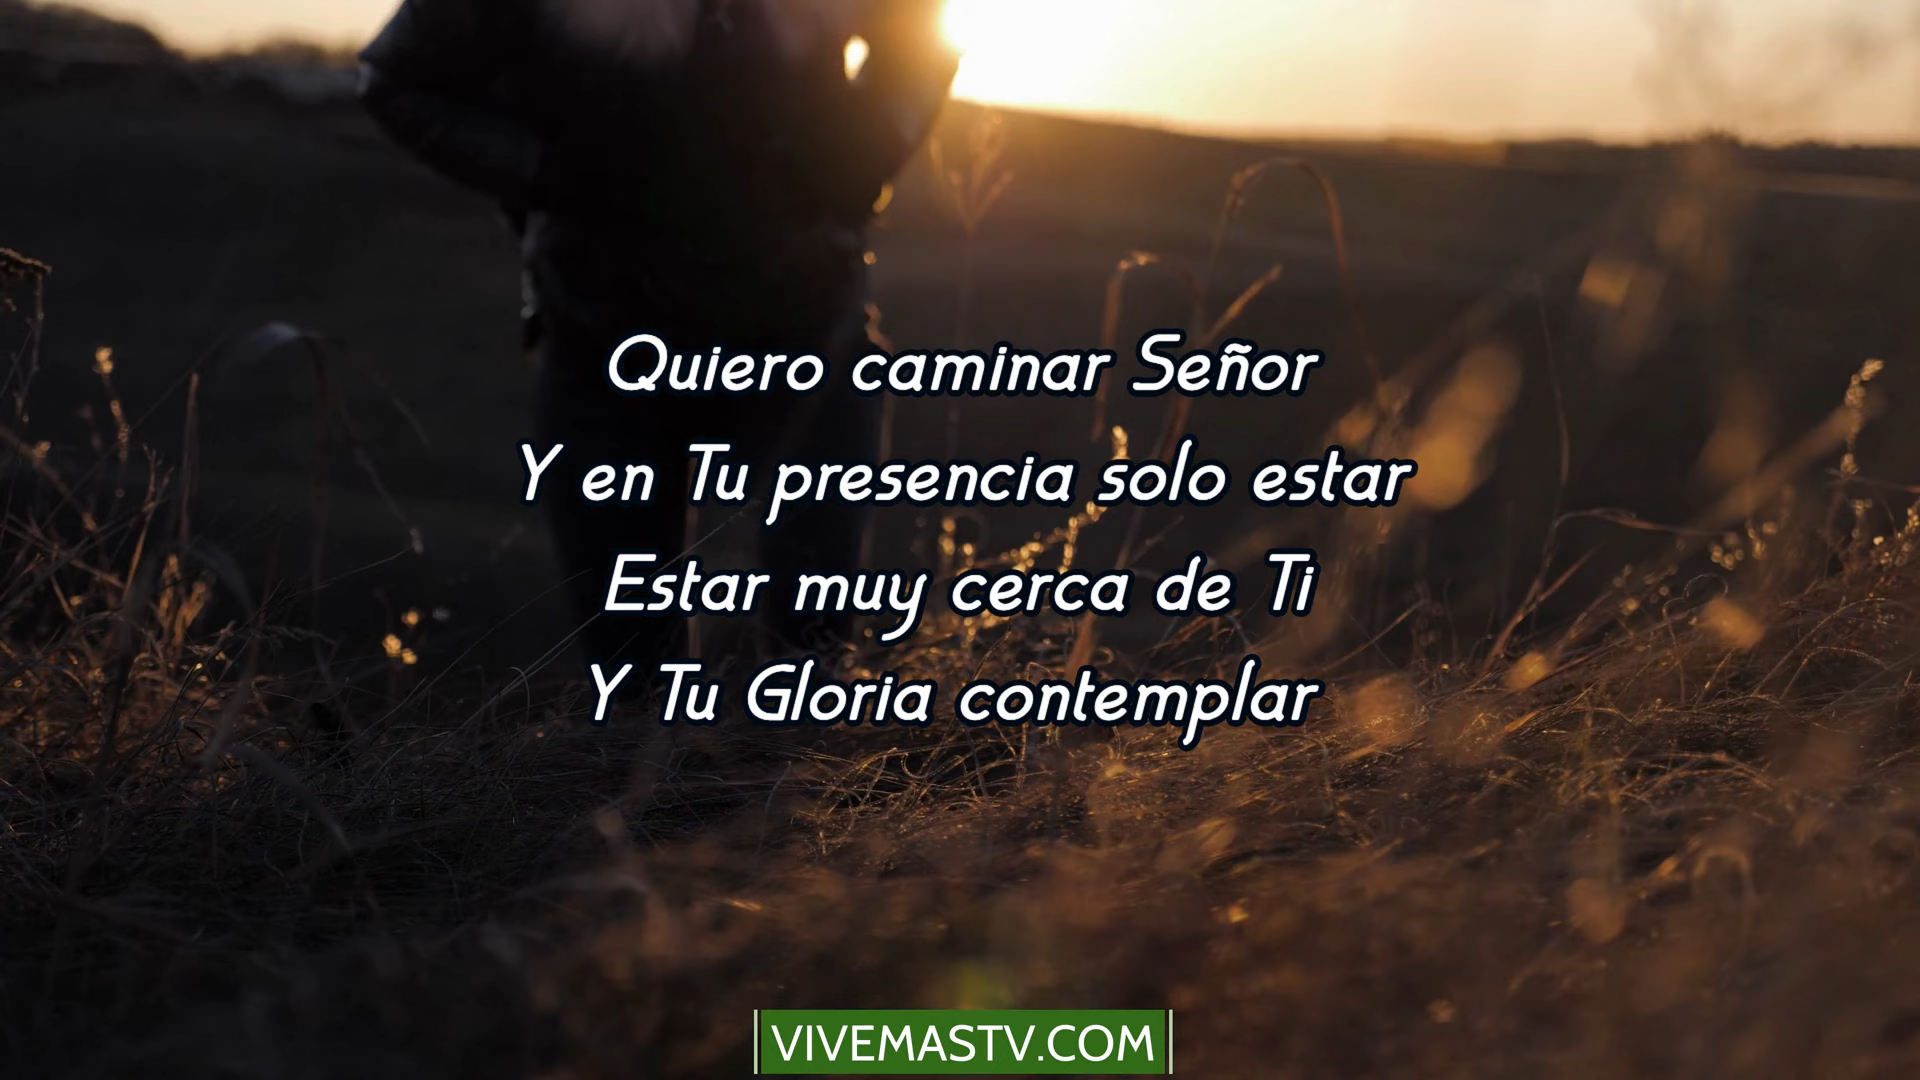 Quiero caminar Señor
Y en Tu presencia solo estar
Estar muy cerca de Ti
Y Tu Gloria contemplar
VIVEMASTV.COM